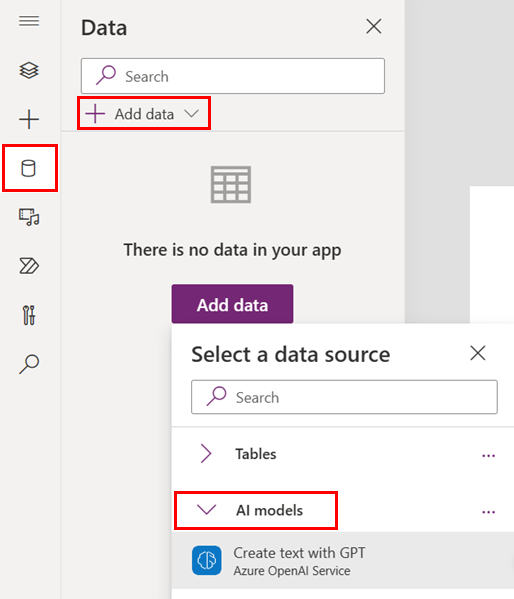 Data
Search
Add data
There is no data in your app
Add data
Select a data source
Search
Tables
AI models
Create text with GPT
Azure OpenAI Service